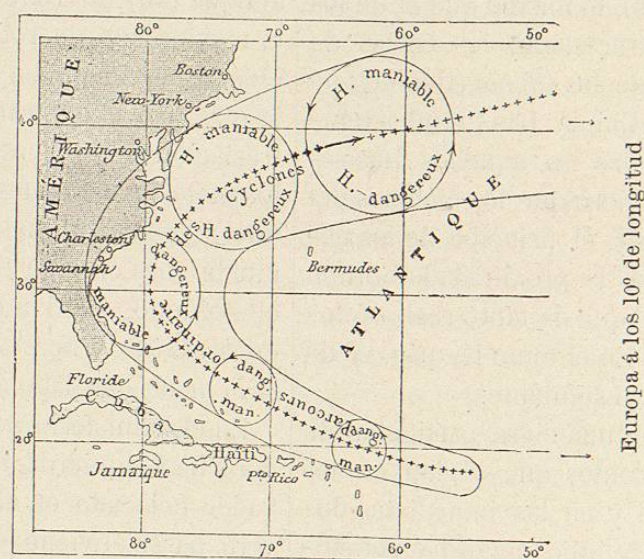 80°
70°
60°
50°
Boston
New-York
40°
Washington
AMÉRIQUE.
H. maniable
H. maniable
Cyclones
H. dangereux
H. dangereux
des
Charleston
Savannah
dangereux
maniable
30°
Bermudes
ATLANTIQUE
ordinaire
Parcours
Floride
dang.
man.
dang.
man.
Cuba
20°
Jamaïque
Haïti
Pto Rico
80°
70°
60°
50°
Europa á los 10° de longitud